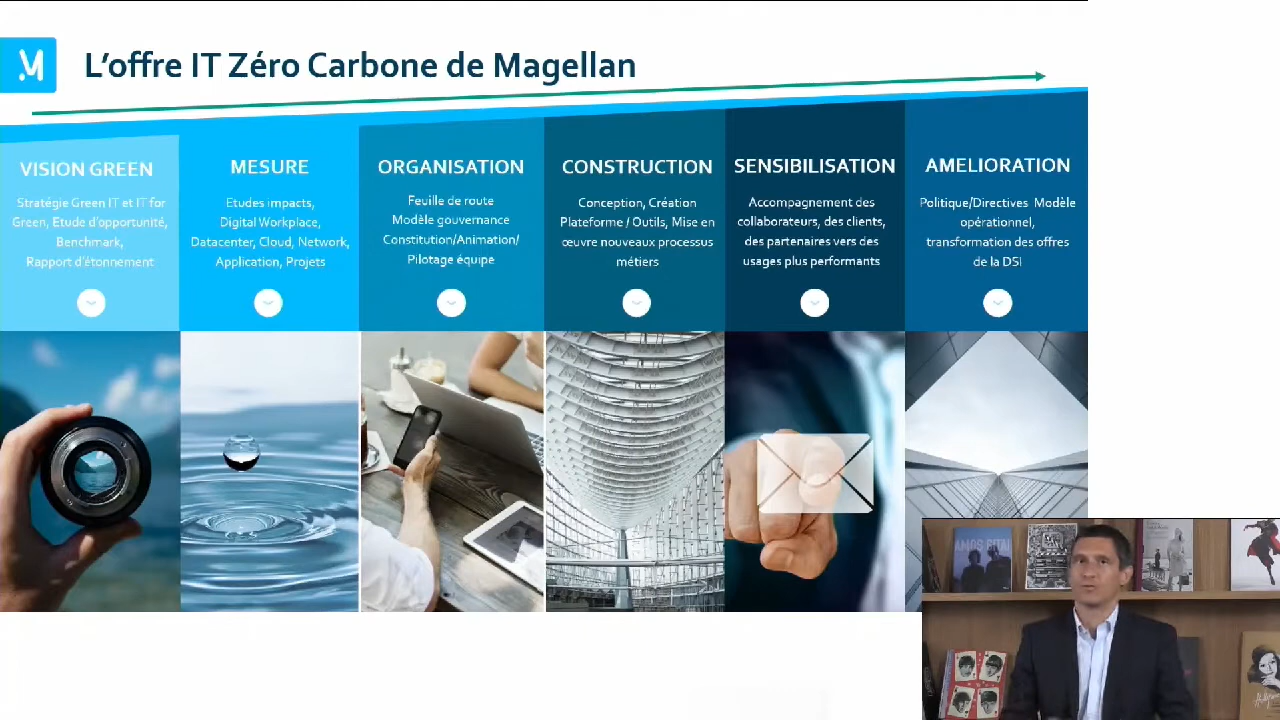 L'offre IT Zéro Carbone de Magellan
VISION GREEN
Stratégie Green IT et IT for
Green, Etude d'opportunité,
Benchmark,
Rapport d'étonnement
MESURE
Etudes impacts,
Digital Workplace,
Datacenter, Cloud, Network,
Application, Projets
ORGANISATION
Feuille de route
Modèle gouvernance
Constitution/Animation/
Pilotage équipe
CONSTRUCTION
Conception, Création
Plateforme / Outils, Mise en
œuvre nouveaux processus
métiers
SENSIBILISATION
Accompagnement des
collaborateurs, des clients,
des partenaires vers des
usages plus performants
AMELIORATION
Politique/Directives Modèle
opérationnel,
transformation des offres
de la DSI
AMOS GITAI